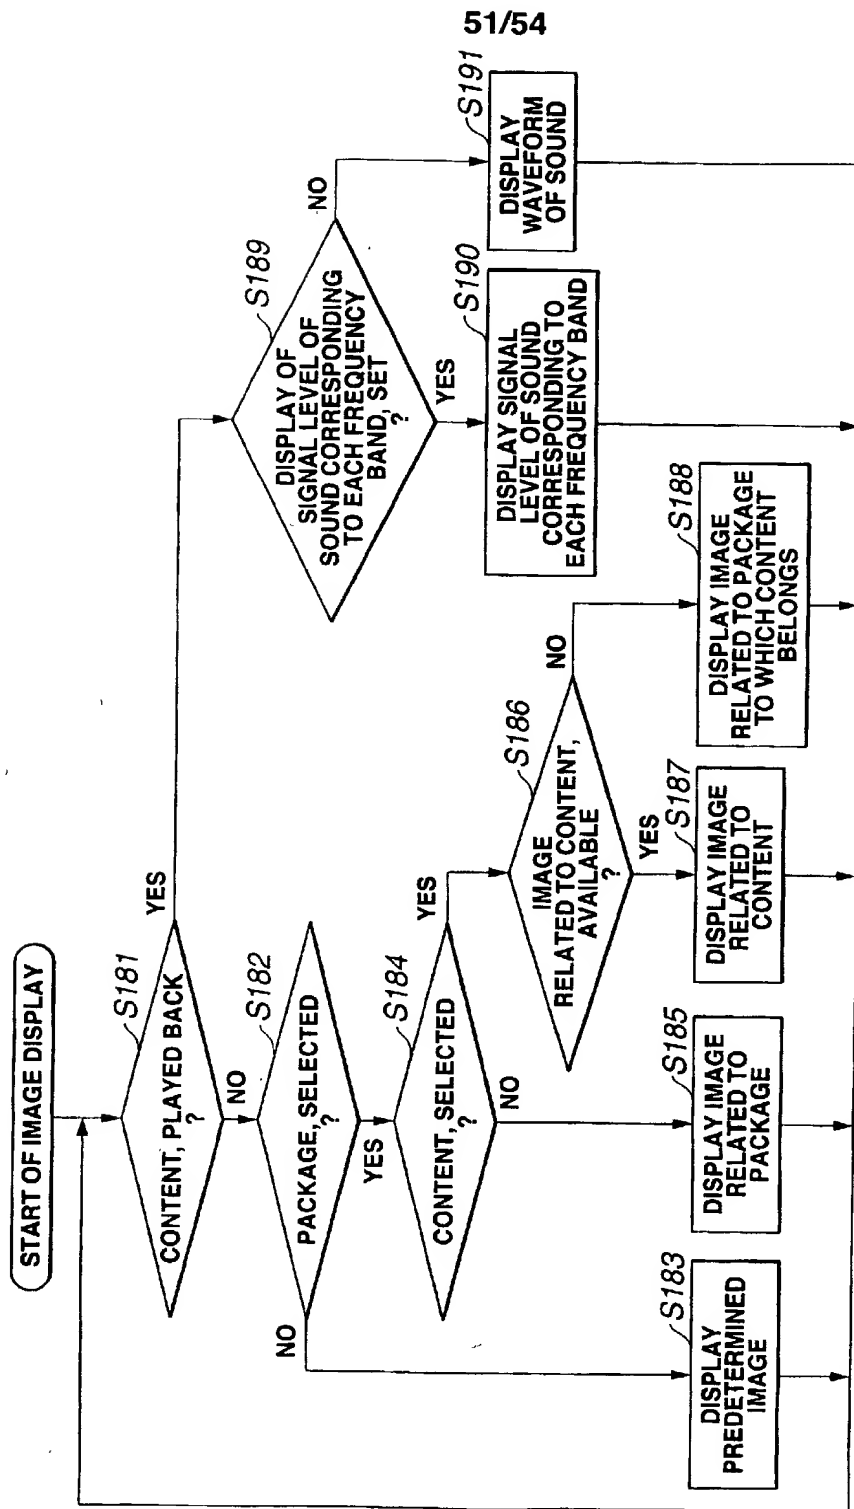 51/54
START OF IMAGE DISPLAY
S181
CONTENT, PLAYED BACK
?
YES
NO
S182
PACKAGE, SELECTED
?
NO
YES
S184
CONTENT, SELECTED
?
YES
NO
S189
DISPLAY OF
SIGNAL LEVEL OF
SOUND CORRESPONDING
TO EACH FREQUENCY
BAND, SET
?
NO
YES
S186
IMAGE
RELATED TO CONTENT,
AVAILABLE
?
NO
YES
S183
DISPLAY
PREDETERMINED
IMAGE
S185
DISPLAY IMAGE
RELATED TO
PACKAGE
S187
DISPLAY IMAGE
RELATED TO
CONTENT
S188
DISPLAY IMAGE
RELATED TO PACKAGE
TO WHICH CONTENT
BELONGS
S190
DISPLAY SIGNAL
LEVEL OF SOUND
CORRESPONDING TO
EACH FREQUENCY BAND
S191
DISPLAY
WAVEFORM
OF SOUND